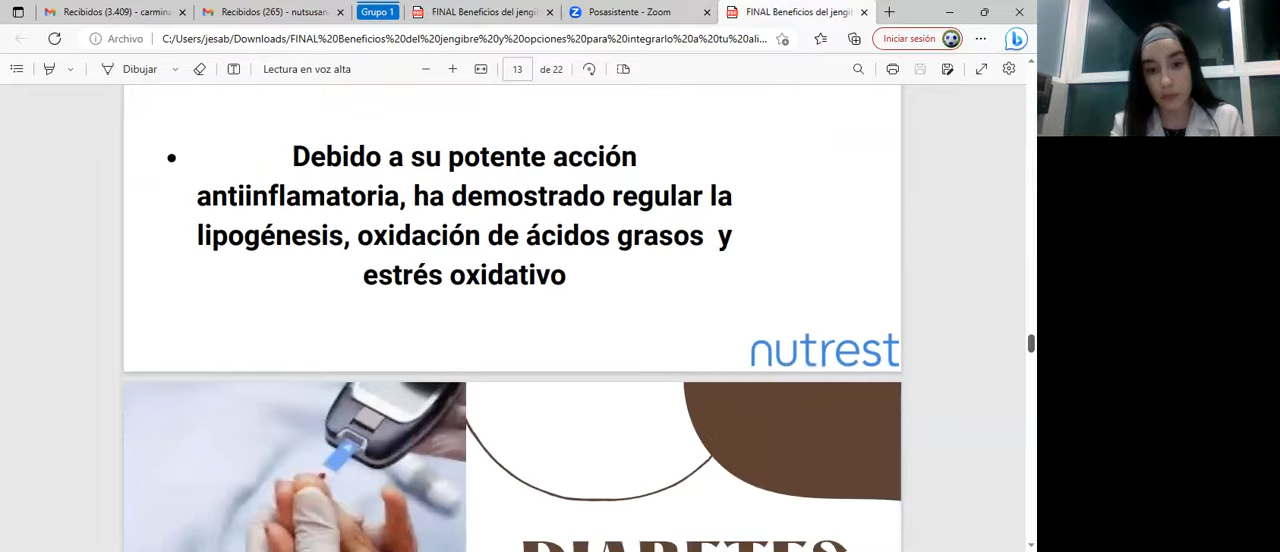 Recibidos (3.409) - carmina
Recibidos (265) - nutsusan
Grupo 1
FINAL Beneficios del jengib
Posasistente - Zoom
FINAL Beneficios del jengib
Archivo
C:/Users/jesab/Downloads/FINAL%20Beneficios%20del%20jengibre%20y%20opciones%20para%20integrarlo%20a%20tu%20ali...
Iniciar sesión
Dibujar
Lectura en voz alta
13
de 22
• Debido a su potente acción
antiinflamatoria, ha demostrado regular la
lipogénesis, oxidación de ácidos grasos y
estrés oxidativo
nutrest
DIABETES